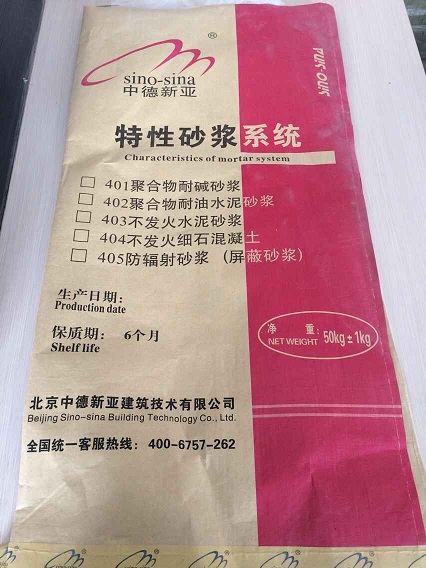 ®
sino-sina
中德新亚
sino-sina
特性砂浆系统
Characteristics of mortar system
401聚合物耐碱砂浆
402聚合物耐油水泥砂浆
403不发火水泥砂浆
404不发火细石混凝土
405防辐射砂浆（屏蔽砂浆）
生产日期：
Production date
保质期： 6个月
Shelf life
净 重：
NET WEIGHT 50kg±1kg
北京中德新亚建筑技术有限公司
Beijing Sino-sina Building Technology Co., Ltd.
全国统一客服热线：400-6757-262